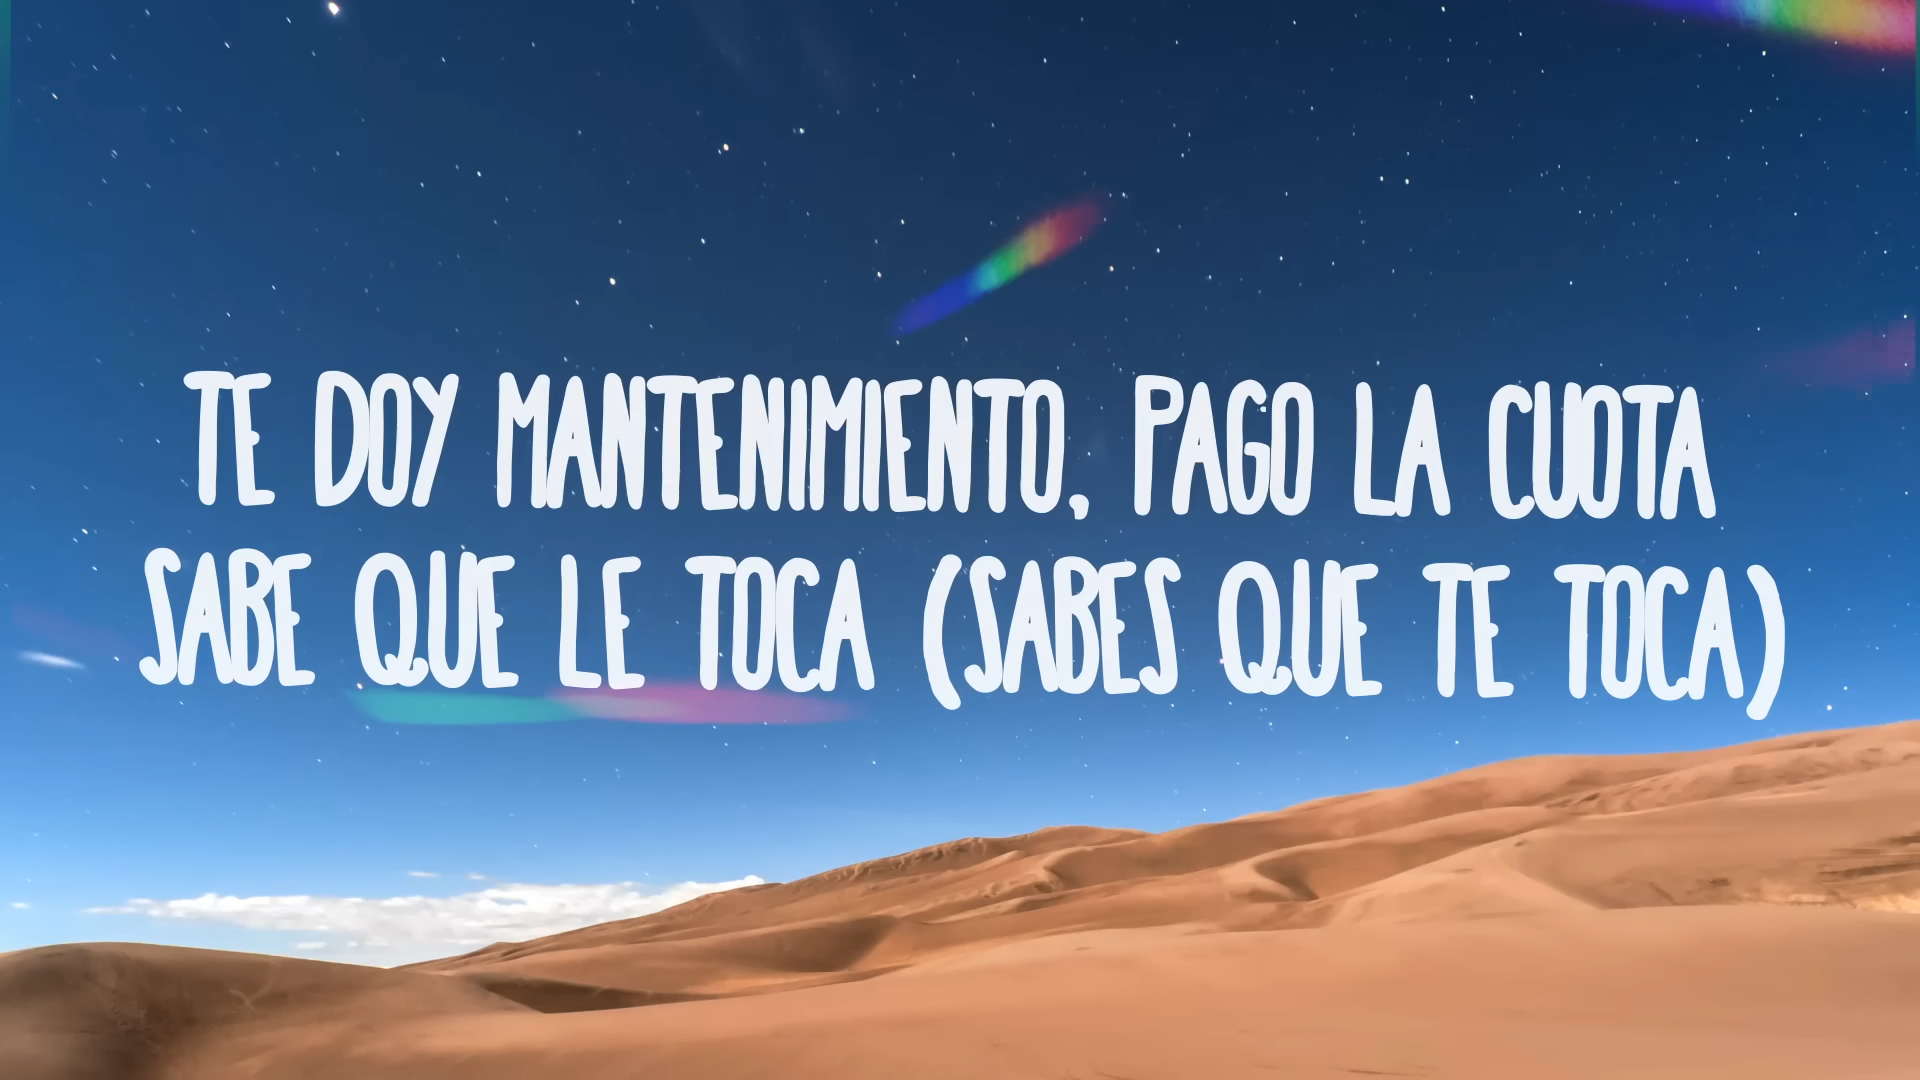 TE DOY MANTENIMIENTO, PAGO LA CUOTA
SABE QUE LE TOCA (SABES QUE TE TOCA)